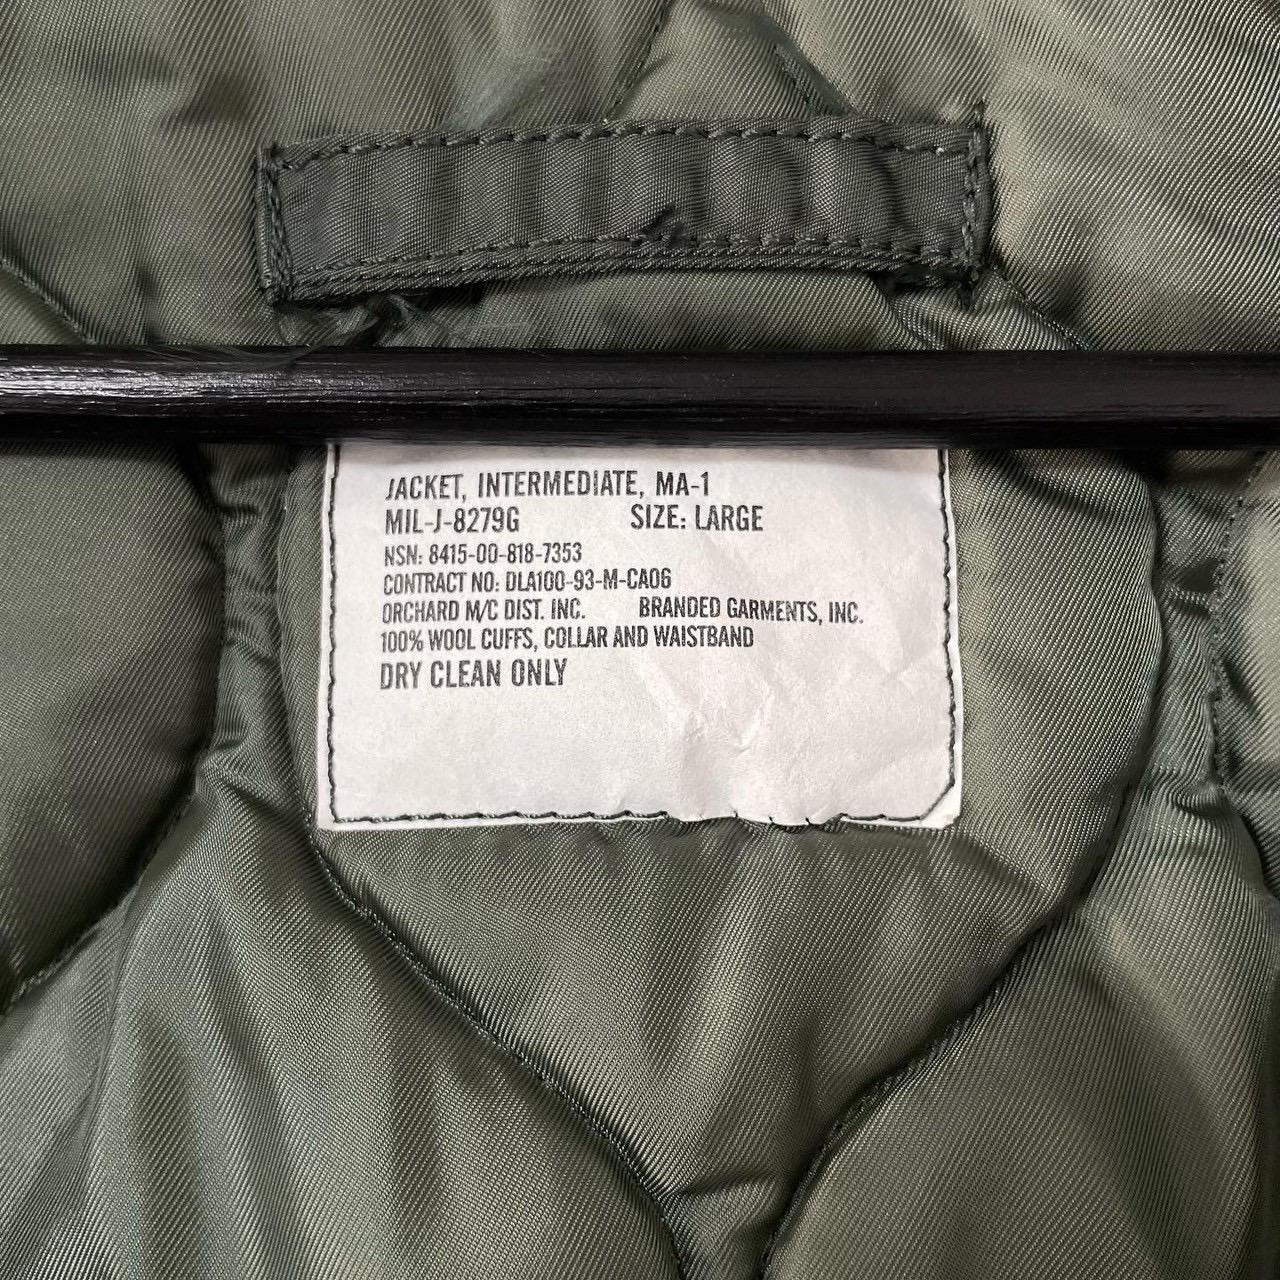 JACKET, INTERMEDIATE, MA-1
MIL-J-8279G SIZE: LARGE
NSN: 8415-00-818-7353
CONTRACT NO: DLA100-93-M-CA06
ORCHARD M/C DIST. INC. BRANDED GARMENTS, INC.
100% WOOL CUFFS, COLLAR AND WAISTBAND
DRY CLEAN ONLY